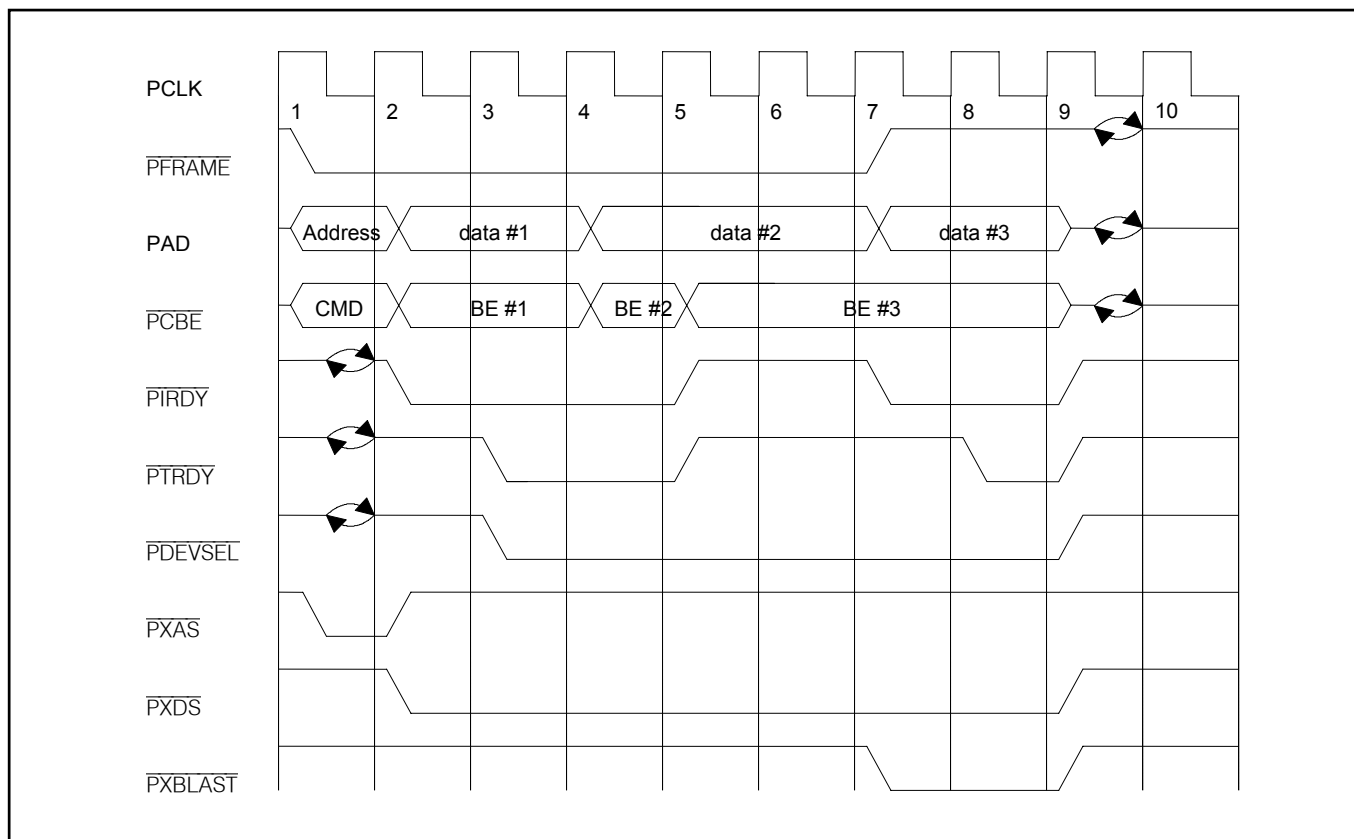 PCLK
1 2 3 4 5 6 7 8 9 10
PFRAME
PAD Address data #1 data #2 data #3
PCBE CMD BE #1 BE #2 BE #3
PIRDY
PTRDY
PDEVSEL
PXAS
PXDS
PXBLAST